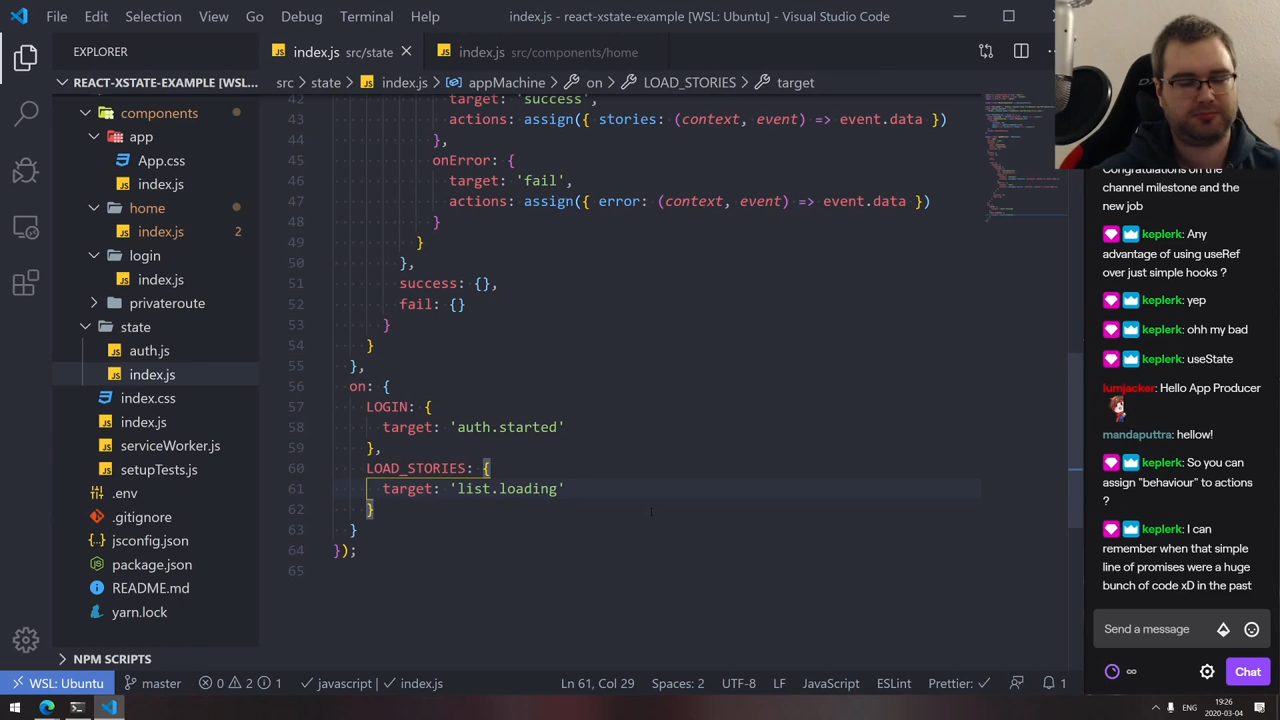 File Edit Selection View Go Debug Terminal Help
index.js - react-xstate-example [WSL: Ubuntu] - Visual Studio Code
EXPLORER
index.js src/state
index.js src/components/home
REACT-XSTATE-EXAMPLE [WSL:...
src > state > index.js > appMachine > on > LOAD_STORIES > target
components
app
App.css
index.js
home
index.js 2
login
index.js
privateroute
state
auth.js
index.js
index.css
index.js
serviceWorker.js
setupTests.js
.env
.gitignore
jsconfig.json
package.json
README.md
yarn.lock
NPM SCRIPTS
42 target: 'success',
43 actions: assign({ stories: (context, event) => event.data })
44 },
45 onError: {
46 target: 'fail',
47 actions: assign({ error: (context, event) => event.data })
48 }
49 }
50 },
51 success: {},
52 fail: {}
53 }
54 }
55 },
56 on: {
57 LOGIN: {
58 target: 'auth.started'
59 },
60 LOAD_STORIES: {
61 target: 'list.loading'
62 }
63 }
64 });
65
Congratulations on the
channel milestone and the
new job
keplerk: Any
advantage of using useRef
over just simple hooks ?
keplerk: yep
keplerk: ohh my bad
keplerk: useState
lumjacker: Hello App Producer
mandaputtra: hellow!
keplerk: So you can
assign "behaviour" to actions
?
keplerk: I can
remember when that simple
line of promises were a huge
bunch of code xD in the past
Send a message
∞
Chat
WSL: Ubuntu master 0 2 1 javascript | index.js Ln 61, Col 29 Spaces: 2 UTF-8 LF JavaScript ESLint Prettier: 1
ENG
19:26
2020-03-04